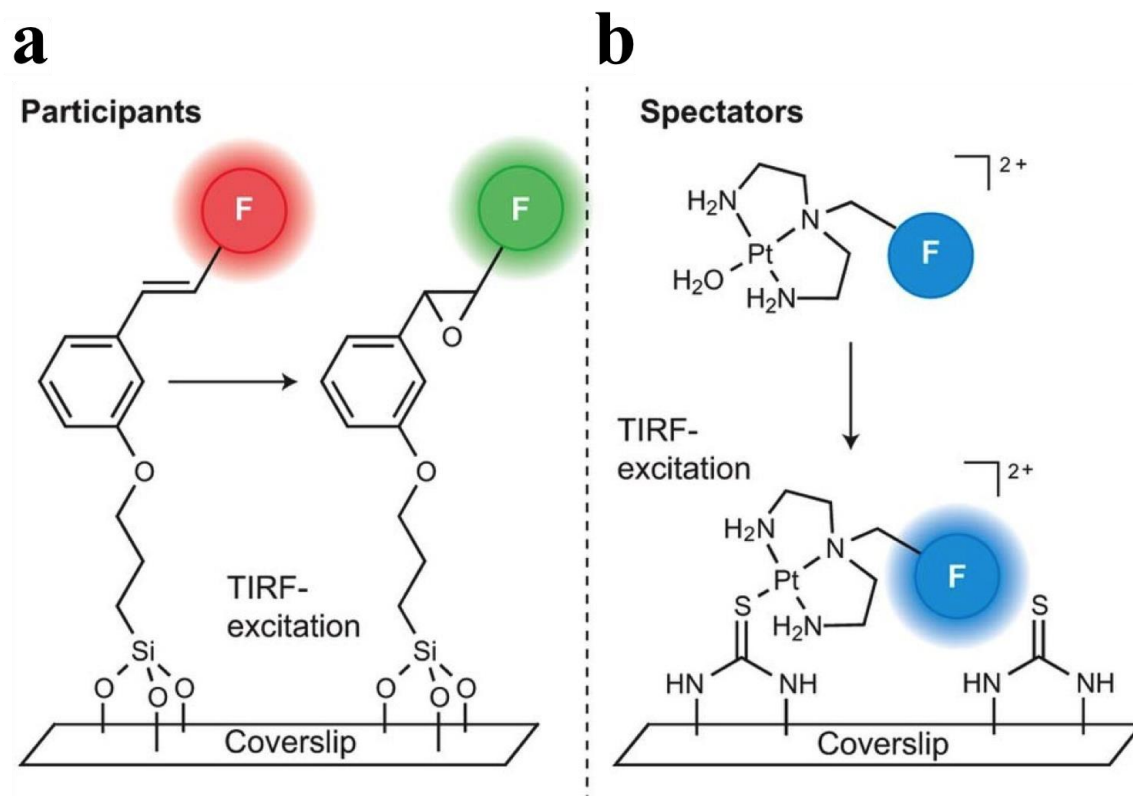 a
b
Participants
Spectators
F
F
O
O
O
Si
O
O
O
Si
O
O
O
TIRF-
excitation
Coverslip
2+
H₂N
N
F
Pt
H₂O
H₂N
TIRF-
excitation
2+
H₂N
N
F
Pt
S
H₂N
S
HN
NH
HN
NH
Coverslip